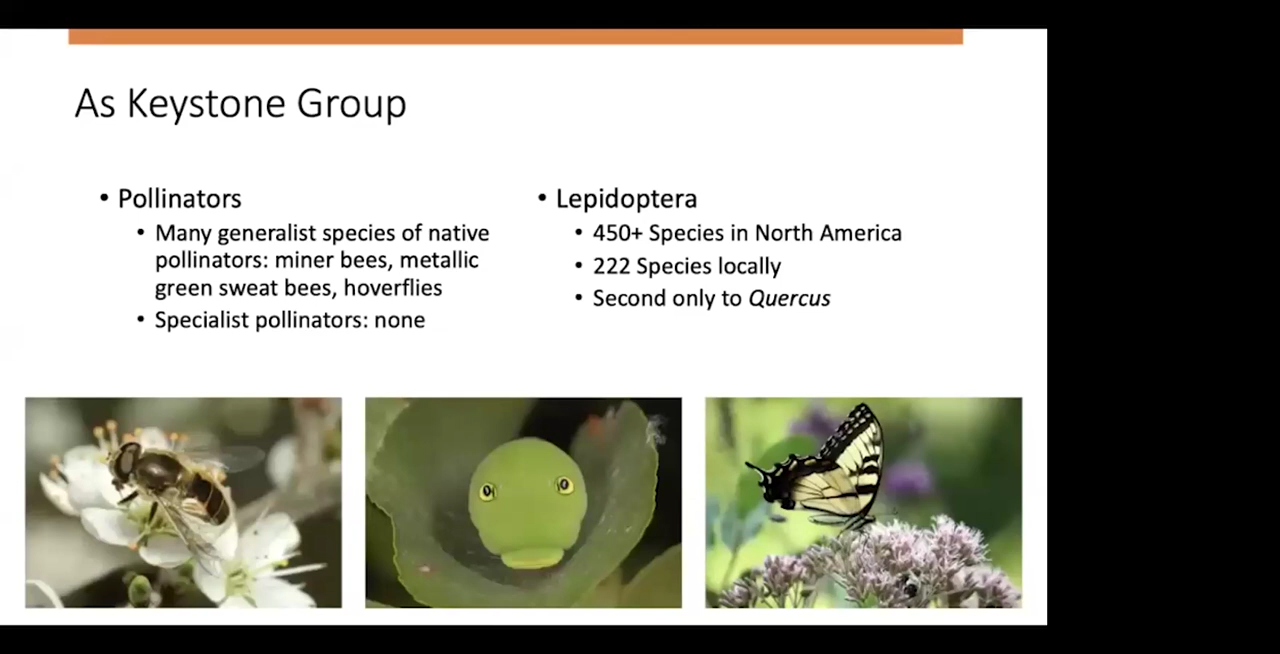 As Keystone Group
• Pollinators
• Many generalist species of native
pollinators: miner bees, metallic
green sweat bees, hoverflies
• Specialist pollinators: none
• Lepidoptera
• 450+ Species in North America
• 222 Species locally
• Second only to Quercus